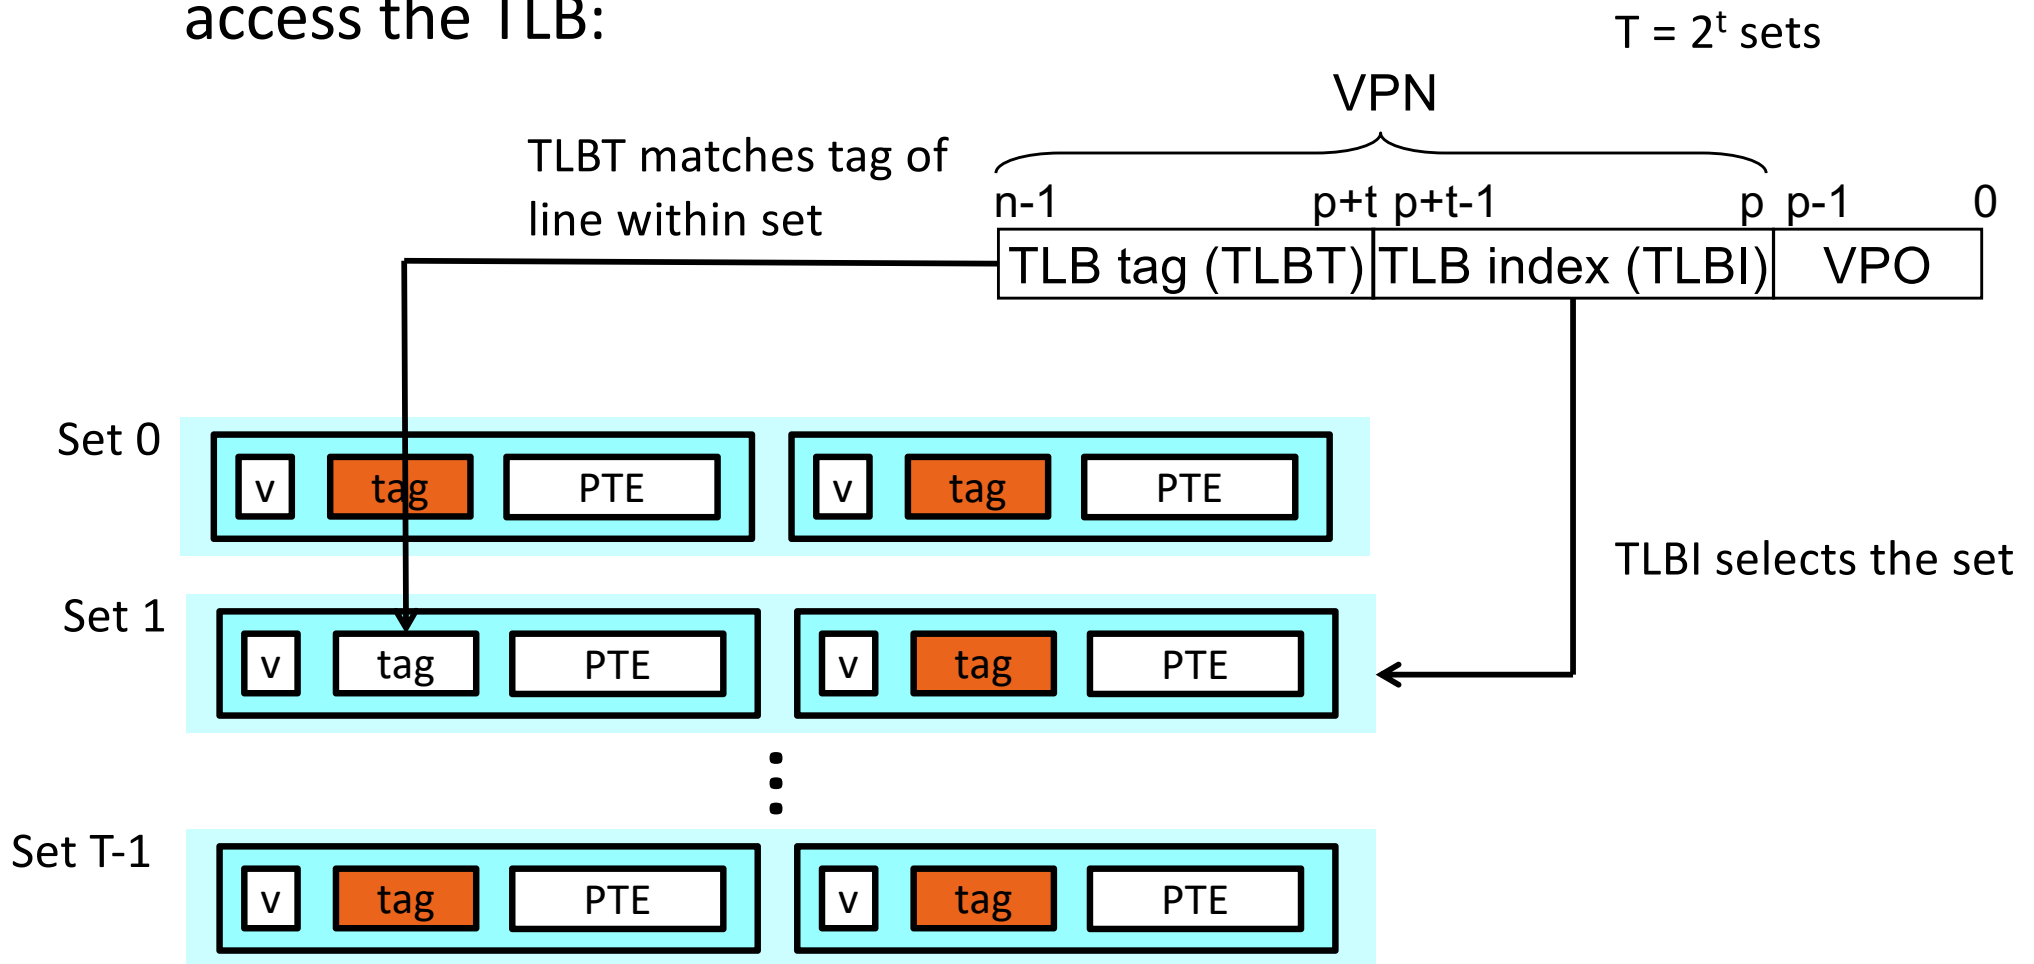 access the TLB:
T = 2ᵗ sets
VPN
TLBT matches tag of
line within set
n-1 p+t p+t-1 p p-1 0
TLB tag (TLBT) TLB index (TLBI) VPO
Set 0
v tag PTE v tag PTE
TLBI selects the set
Set 1
v tag PTE v tag PTE
⋮
Set T-1
v tag PTE v tag PTE